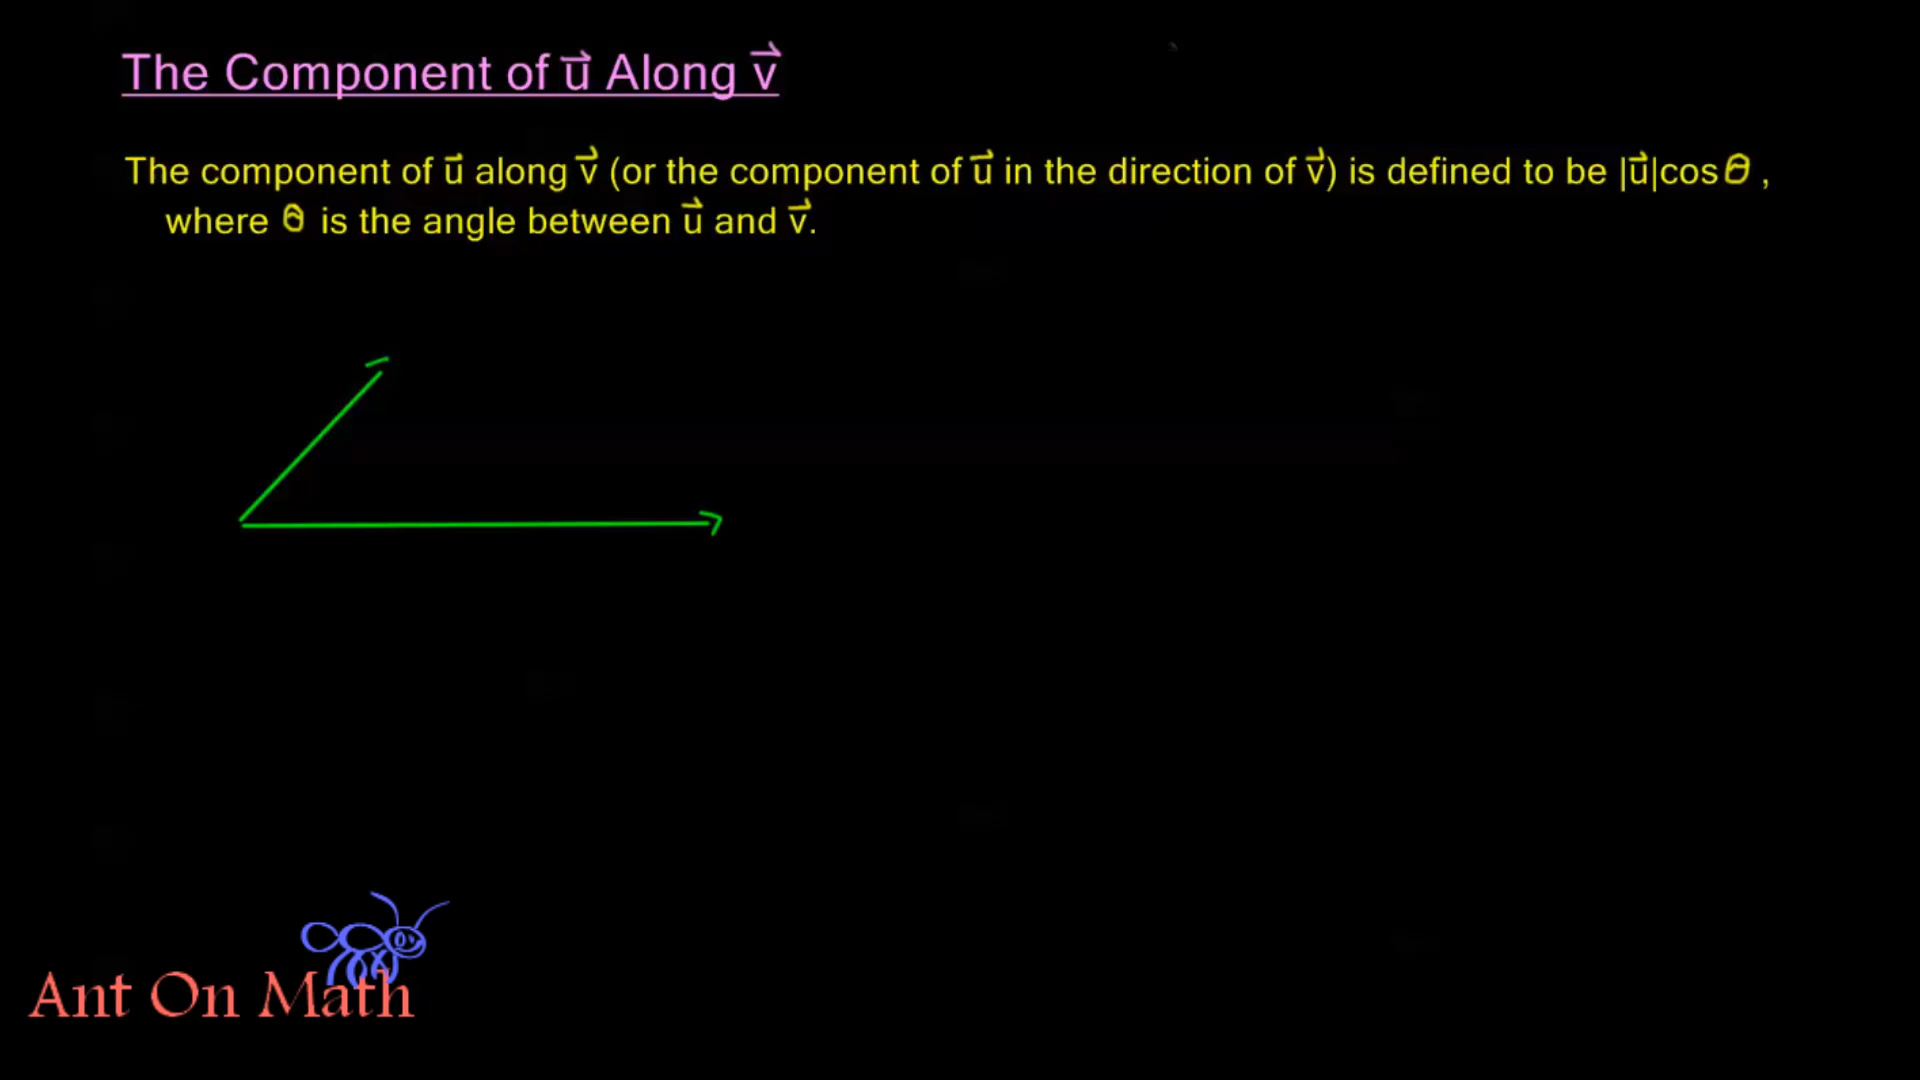 The Component of u⃗ Along v⃗
The component of u⃗ along v⃗ (or the component of u⃗ in the direction of v⃗) is defined to be |u⃗|cosθ ,
where θ is the angle between u⃗ and v⃗.
Ant On Math